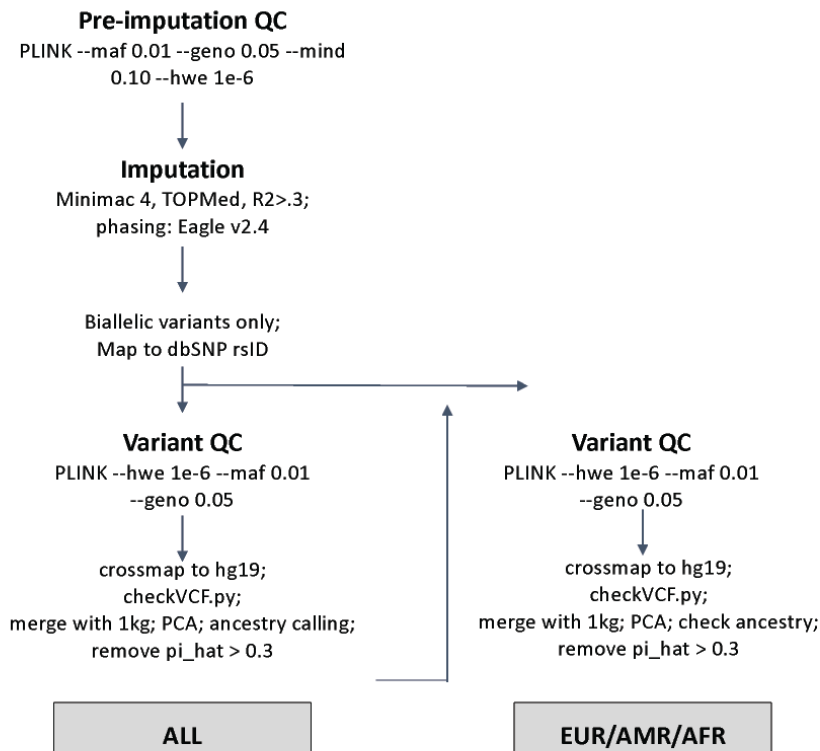 Pre-imputation QC
PLINK --maf 0.01 --geno 0.05 --mind
0.10 --hwe 1e-6
Imputation
Minimac 4, TOPMed, R2>.3;
phasing: Eagle v2.4
Biallelic variants only;
Map to dbSNP rsID
Variant QC
PLINK --hwe 1e-6 --maf 0.01
--geno 0.05
crossmap to hg19;
checkVCF.py;
merge with 1kg; PCA; ancestry calling;
remove pi_hat > 0.3
ALL
Variant QC
PLINK --hwe 1e-6 --maf 0.01
--geno 0.05
crossmap to hg19;
checkVCF.py;
merge with 1kg; PCA; check ancestry;
remove pi_hat > 0.3
EUR/AMR/AFR